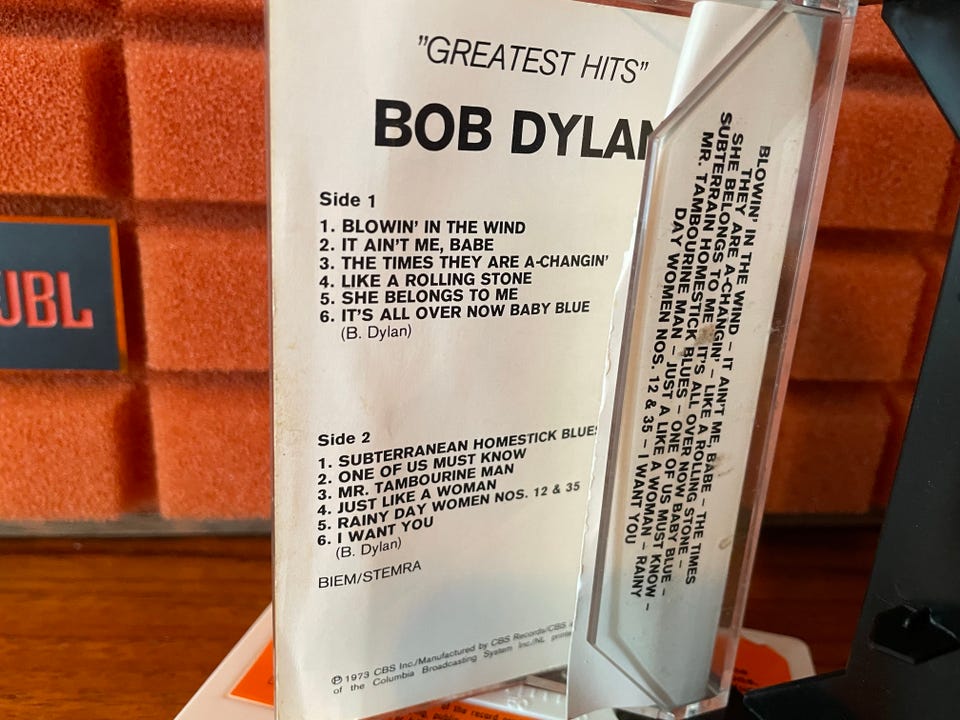 "GREATEST HITS"
BOB DYLAN
Side 1
1. BLOWIN' IN THE WIND
2. IT AIN'T ME, BABE
3. THE TIMES THEY ARE A-CHANGIN'
4. LIKE A ROLLING STONE
5. SHE BELONGS TO ME
6. IT'S ALL OVER NOW BABY BLUE
(B. Dylan)
Side 2
1. SUBTERRANEAN HOMESTICK BLUES
2. ONE OF US MUST KNOW
3. MR. TAMBOURINE MAN
4. JUST LIKE A WOMAN
5. RAINY DAY WOMEN NOS. 12 & 35
6. I WANT YOU
(B. Dylan)
BIEM/STEMRA
℗ 1973 CBS Inc/Manufactured by CBS Records/CBS
of the Columbia Broadcasting System Inc/NL printe
BLOWIN' IN THE WIND – IT AIN'T ME, BABE – THE TIMES
THEY ARE A-CHANGIN' – LIKE A ROLLING STONE –
SHE BELONGS TO ME – IT'S ALL OVER NOW BABY BLUE –
SUBTERRAIN HOMESTICK BLUES – ONE OF US MUST KNOW –
MR. TAMBOURINE MAN – JUST A LIKE A WOMAN – RAINY
DAY WOMEN NOS. 12 & 35 – I WANT YOU
JBL
of the record